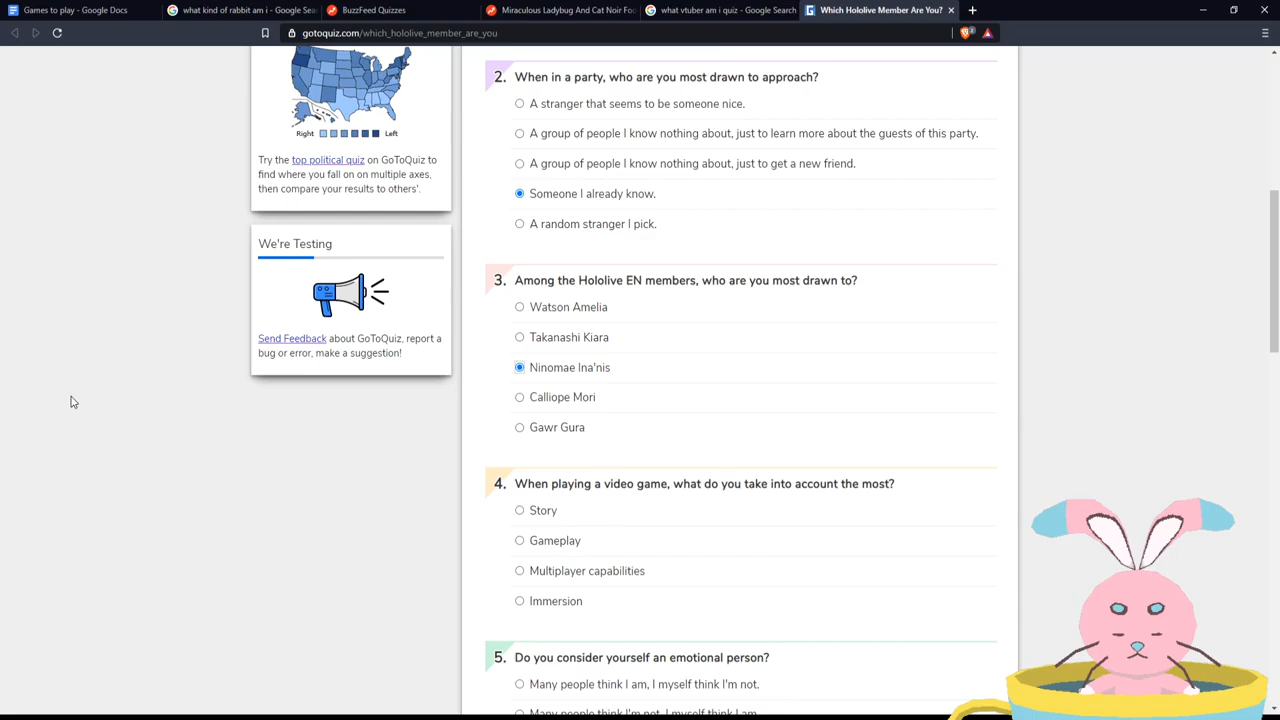 Games to play - Google Docs
what kind of rabbit am i - Google Sea
BuzzFeed Quizzes
Miraculous Ladybug And Cat Noir Foo
what vtuber am i quiz - Google Search
Which Hololive Member Are You?
gotoquiz.com/which_hololive_member_are_you
Right
Left
Try the top political quiz on GoToQuiz to
find where you fall on on multiple axes,
then compare your results to others'.
We're Testing
Send Feedback about GoToQuiz, report a
bug or error, make a suggestion!
2. When in a party, who are you most drawn to approach?
A stranger that seems to be someone nice.
A group of people I know nothing about, just to learn more about the guests of this party.
A group of people I know nothing about, just to get a new friend.
Someone I already know.
A random stranger I pick.
3. Among the Hololive EN members, who are you most drawn to?
Watson Amelia
Takanashi Kiara
Ninomae Ina'nis
Calliope Mori
Gawr Gura
4. When playing a video game, what do you take into account the most?
Story
Gameplay
Multiplayer capabilities
Immersion
5. Do you consider yourself an emotional person?
Many people think I am, I myself think I'm not.
Many people think I'm not, I myself think I am.